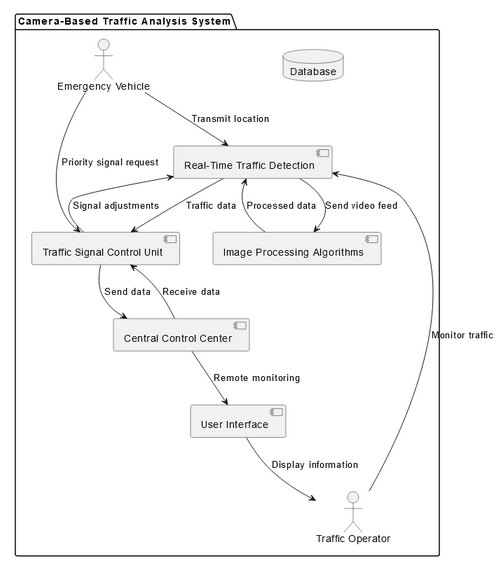 Camera-Based Traffic Analysis System
Emergency Vehicle
Database
Transmit location
Priority signal request
Real-Time Traffic Detection
Signal adjustments
Traffic data
Processed data
Send video feed
Traffic Signal Control Unit
Image Processing Algorithms
Send data
Receive data
Central Control Center
Monitor traffic
Remote monitoring
User Interface
Display information
Traffic Operator